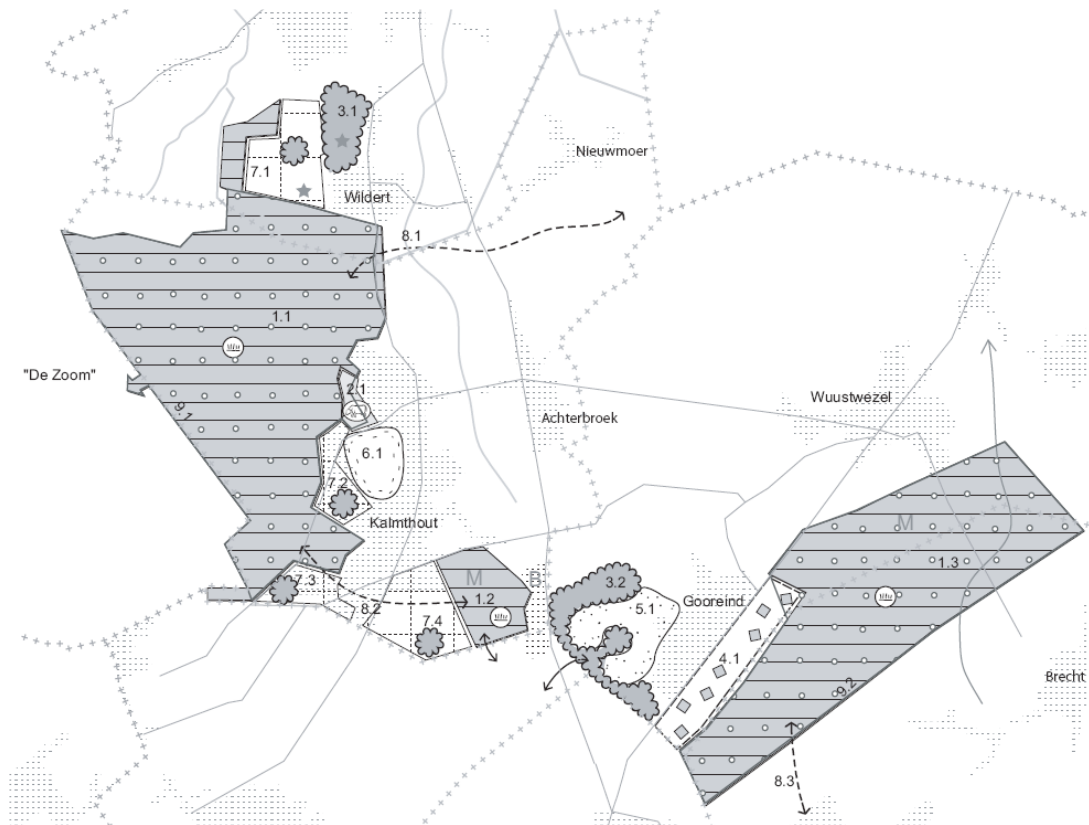 3.1
Nieuwmoer
7.1
Wildert
8.1
1.1
"De Zoom"
2.1
Wuustwezel
9.1
Achterbroek
6.1
7.2
Kalmthout
M
1.3
M
B
3.2
7.3
1.2
Gooreind
5.1
8.2
7.4
4.1
Brecht
9.2
8.3